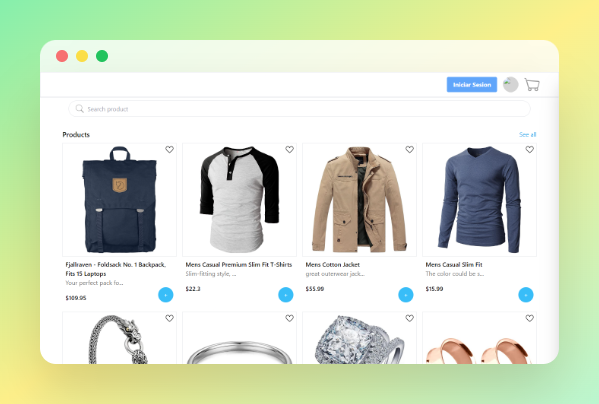 Iniciar Sesion
Search product
Products
See all
Fjallraven - Foldsack No. 1 Backpack,
Fits 15 Laptops
Your perfect pack fo...
$109.95
+
Mens Casual Premium Slim Fit T-Shirts
Slim-fitting style, ...
$22.3
+
Mens Cotton Jacket
great outerwear jack...
$55.99
+
Mens Casual Slim Fit
The color could be s...
$15.99
+